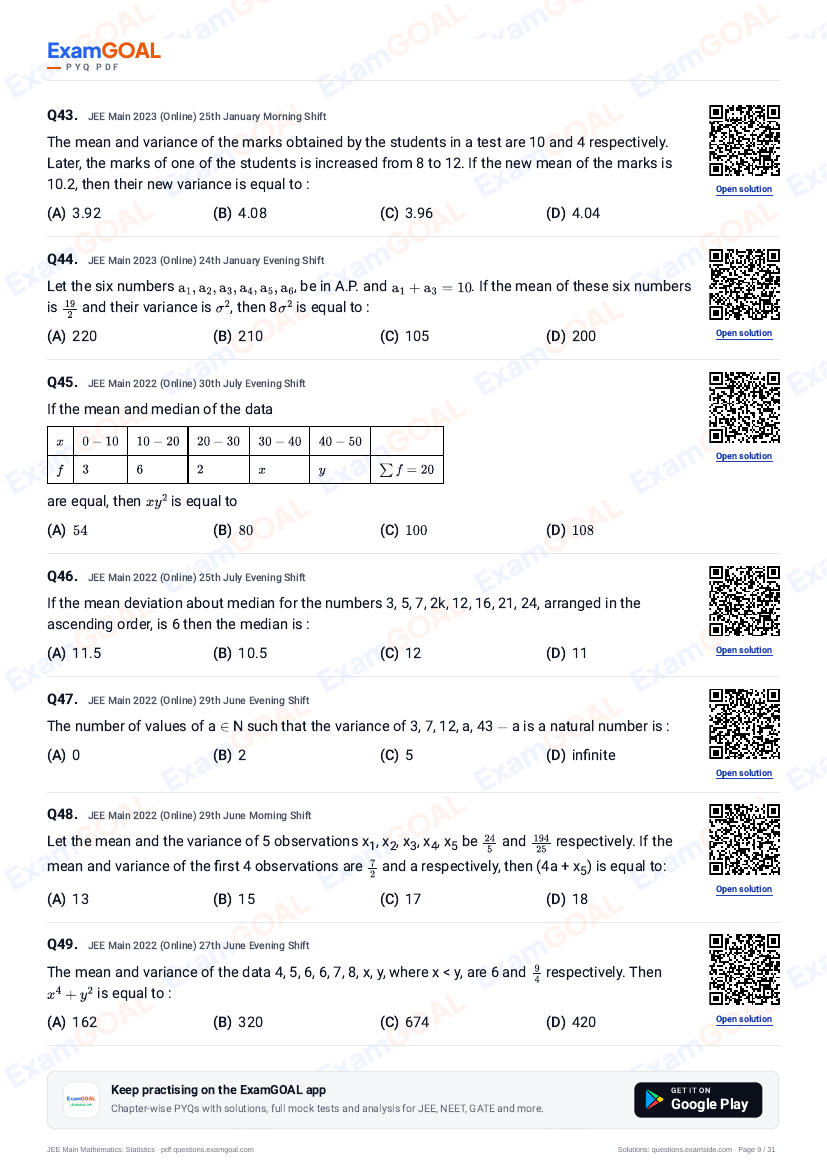 ExamGOAL
PYQ PDF
Q43. JEE Main 2023 (Online) 25th January Morning Shift
The mean and variance of the marks obtained by the students in a test are 10 and 4 respectively.
Later, the marks of one of the students is increased from 8 to 12. If the new mean of the marks is
10.2, then their new variance is equal to :
(A) 3.92 (B) 4.08 (C) 3.96 (D) 4.04
Open solution
Q44. JEE Main 2023 (Online) 24th January Evening Shift
Let the six numbers a₁, a₂, a₃, a₄, a₅, a₆, be in A.P. and a₁ + a₃ = 10. If the mean of these six numbers
is 19/2 and their variance is σ², then 8σ² is equal to :
(A) 220 (B) 210 (C) 105 (D) 200
Open solution
Q45. JEE Main 2022 (Online) 30th July Evening Shift
If the mean and median of the data
x 0 − 10 10 − 20 20 − 30 30 − 40 40 − 50
f 3 6 2 x y ∑ f = 20
are equal, then xy² is equal to
(A) 54 (B) 80 (C) 100 (D) 108
Open solution
Q46. JEE Main 2022 (Online) 25th July Evening Shift
If the mean deviation about median for the numbers 3, 5, 7, 2k, 12, 16, 21, 24, arranged in the
ascending order, is 6 then the median is :
(A) 11.5 (B) 10.5 (C) 12 (D) 11
Open solution
Q47. JEE Main 2022 (Online) 29th June Evening Shift
The number of values of a ∈ N such that the variance of 3, 7, 12, a, 43 − a is a natural number is :
(A) 0 (B) 2 (C) 5 (D) infinite
Open solution
Q48. JEE Main 2022 (Online) 29th June Morning Shift
Let the mean and the variance of 5 observations x₁, x₂, x₃, x₄, x₅ be 24/5 and 194/25 respectively. If the
mean and variance of the first 4 observations are 7/2 and a respectively, then (4a + x₅) is equal to:
(A) 13 (B) 15 (C) 17 (D) 18
Open solution
Q49. JEE Main 2022 (Online) 27th June Evening Shift
The mean and variance of the data 4, 5, 6, 6, 7, 8, x, y, where x < y, are 6 and 9/4 respectively. Then
x⁴ + y² is equal to :
(A) 162 (B) 320 (C) 674 (D) 420
Open solution
ExamGOAL
Keep practising on the ExamGOAL app
Chapter-wise PYQs with solutions, full mock tests and analysis for JEE, NEET, GATE and more.
GET IT ON
Google Play
JEE Main Mathematics: Statistics · pdf.questions.examgoal.com
Solutions: questions.examside.com · Page 9 / 31